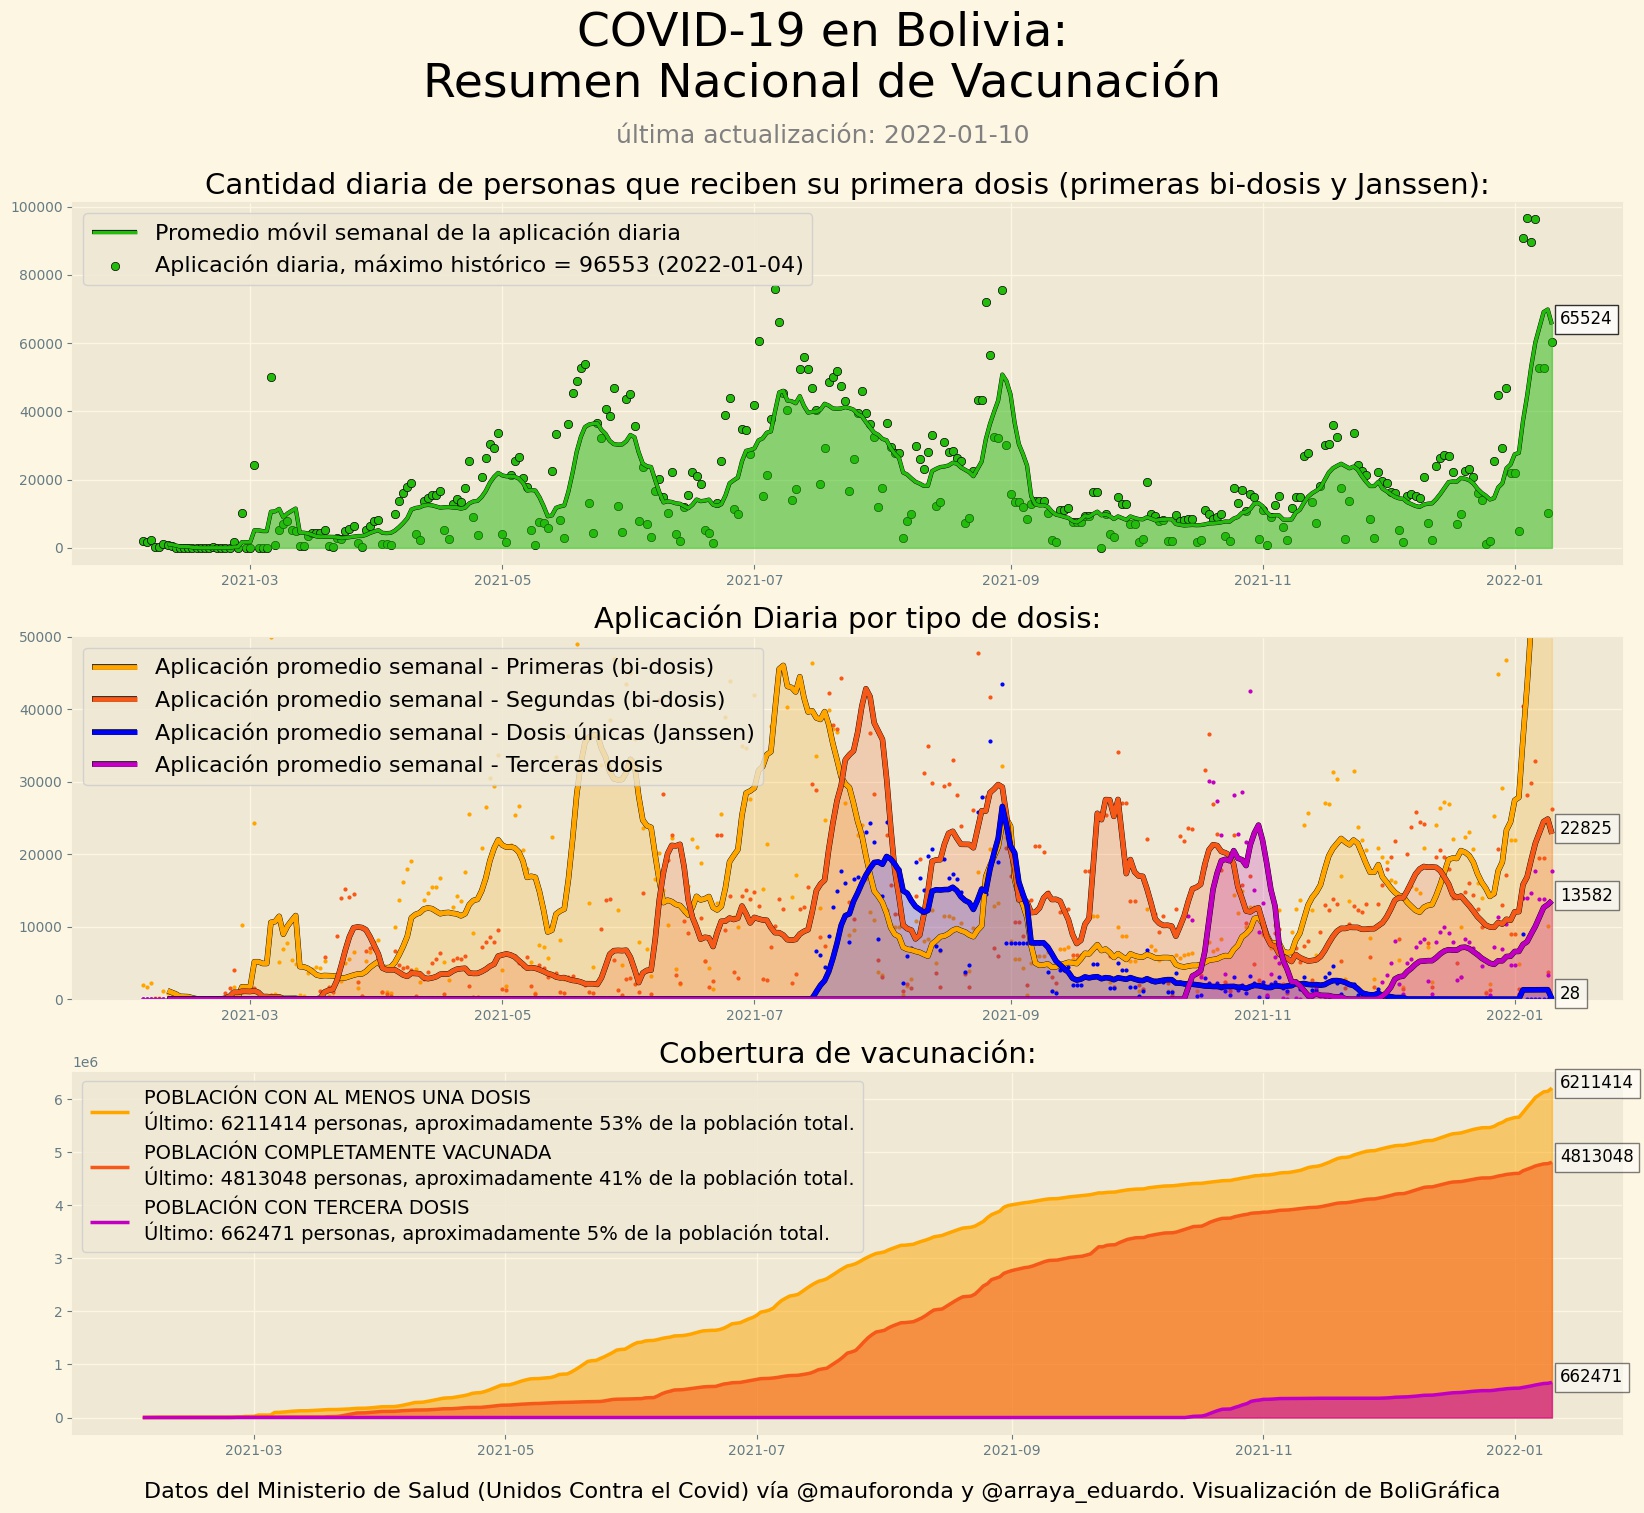 COVID-19 en Bolivia:
Resumen Nacional de Vacunación
última actualización: 2022-01-10
Cantidad diaria de personas que reciben su primera dosis (primeras bi-dosis y Janssen):
100000
80000
60000
40000
20000
0
Promedio móvil semanal de la aplicación diaria
Aplicación diaria, máximo histórico = 96553 (2022-01-04)
65524
2021-03 2021-05 2021-07 2021-09 2021-11 2022-01
Aplicación Diaria por tipo de dosis:
50000
40000
30000
20000
10000
0
Aplicación promedio semanal - Primeras (bi-dosis)
Aplicación promedio semanal - Segundas (bi-dosis)
Aplicación promedio semanal - Dosis únicas (Janssen)
Aplicación promedio semanal - Terceras dosis
22825
13582
28
2021-03 2021-05 2021-07 2021-09 2021-11 2022-01
Cobertura de vacunación:
1e6
6
5
4
3
2
1
0
POBLACIÓN CON AL MENOS UNA DOSIS
Último: 6211414 personas, aproximadamente 53% de la población total.
POBLACIÓN COMPLETAMENTE VACUNADA
Último: 4813048 personas, aproximadamente 41% de la población total.
POBLACIÓN CON TERCERA DOSIS
Último: 662471 personas, aproximadamente 5% de la población total.
6211414
4813048
662471
2021-03 2021-05 2021-07 2021-09 2021-11 2022-01
Datos del Ministerio de Salud (Unidos Contra el Covid) vía @mauforonda y @arraya_eduardo. Visualización de BoliGráfica